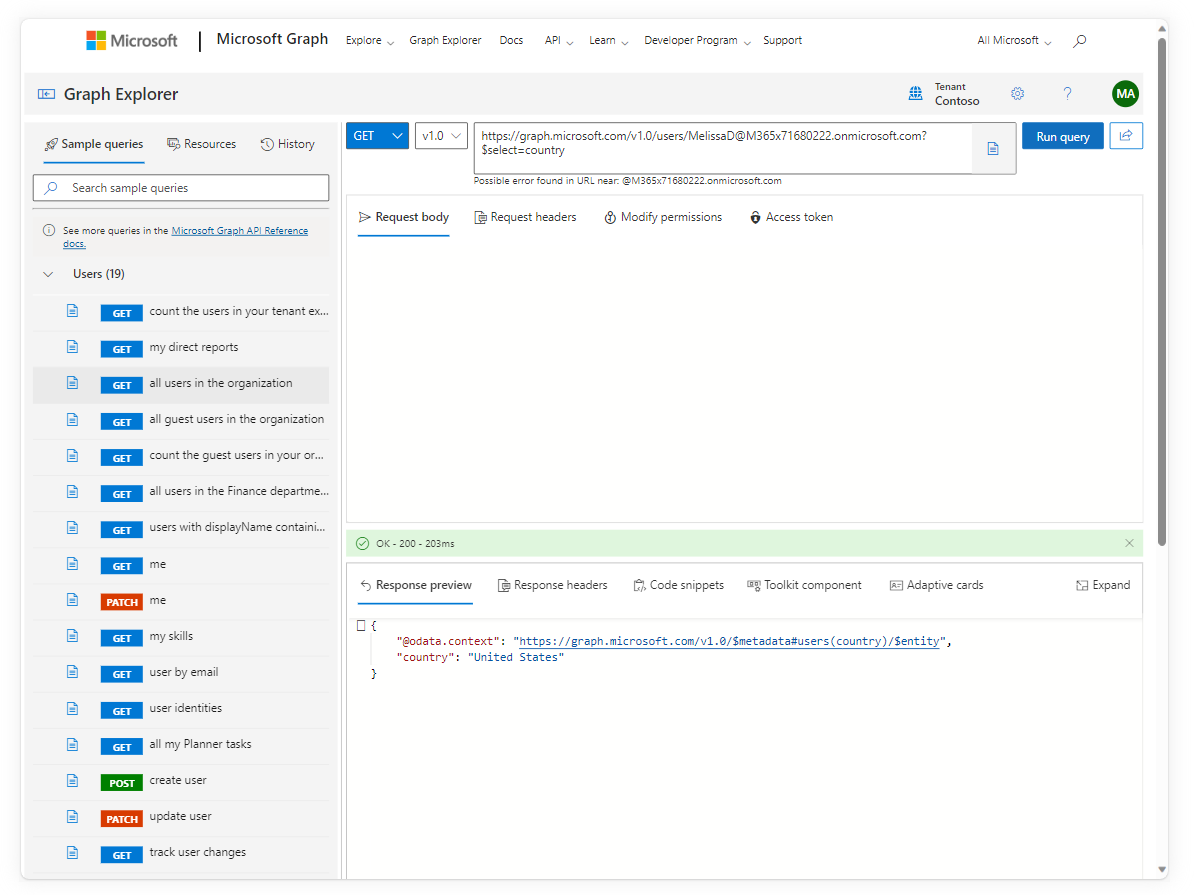 Microsoft | Microsoft Graph Explore Graph Explorer Docs API Learn Developer Program Support All Microsoft
Graph Explorer
Tenant
Contoso
MA
Sample queries Resources History
Search sample queries
See more queries in the Microsoft Graph API Reference
docs.
Users (19)
GET count the users in your tenant ex...
GET my direct reports
GET all users in the organization
GET all guest users in the organization
GET count the guest users in your or...
GET all users in the Finance departme...
GET users with displayName containi...
GET me
PATCH me
GET my skills
GET user by email
GET user identities
GET all my Planner tasks
POST create user
PATCH update user
GET track user changes
GET v1.0
https://graph.microsoft.com/v1.0/users/MelissaD@M365x71680222.onmicrosoft.com?
$select=country
Run query
Possible error found in URL near: @M365x71680222.onmicrosoft.com
Request body Request headers Modify permissions Access token
OK - 200 - 203ms
Response preview Response headers Code snippets Toolkit component Adaptive cards Expand
{
"@odata.context": "https://graph.microsoft.com/v1.0/$metadata#users(country)/$entity",
"country": "United States"
}